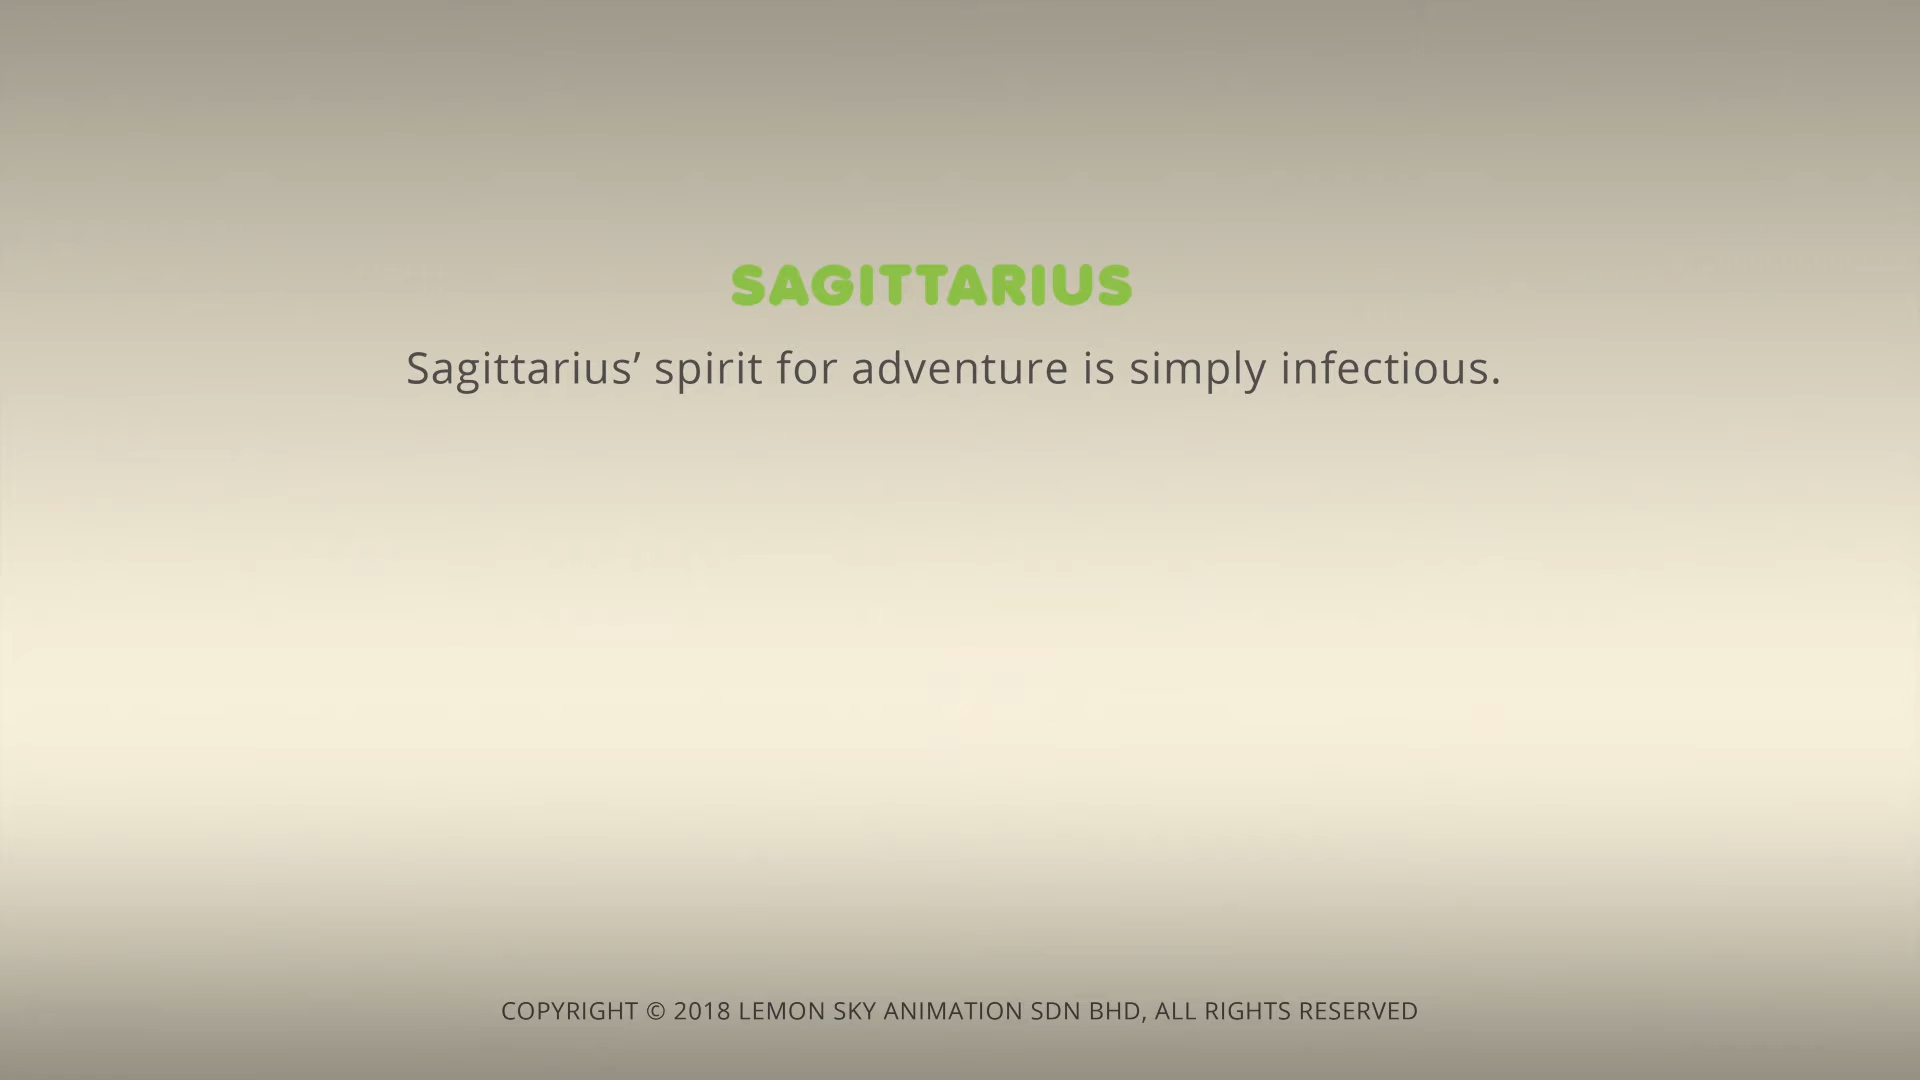 SAGITTARIUS
Sagittarius’ spirit for adventure is simply infectious.
COPYRIGHT © 2018 LEMON SKY ANIMATION SDN BHD, ALL RIGHTS RESERVED